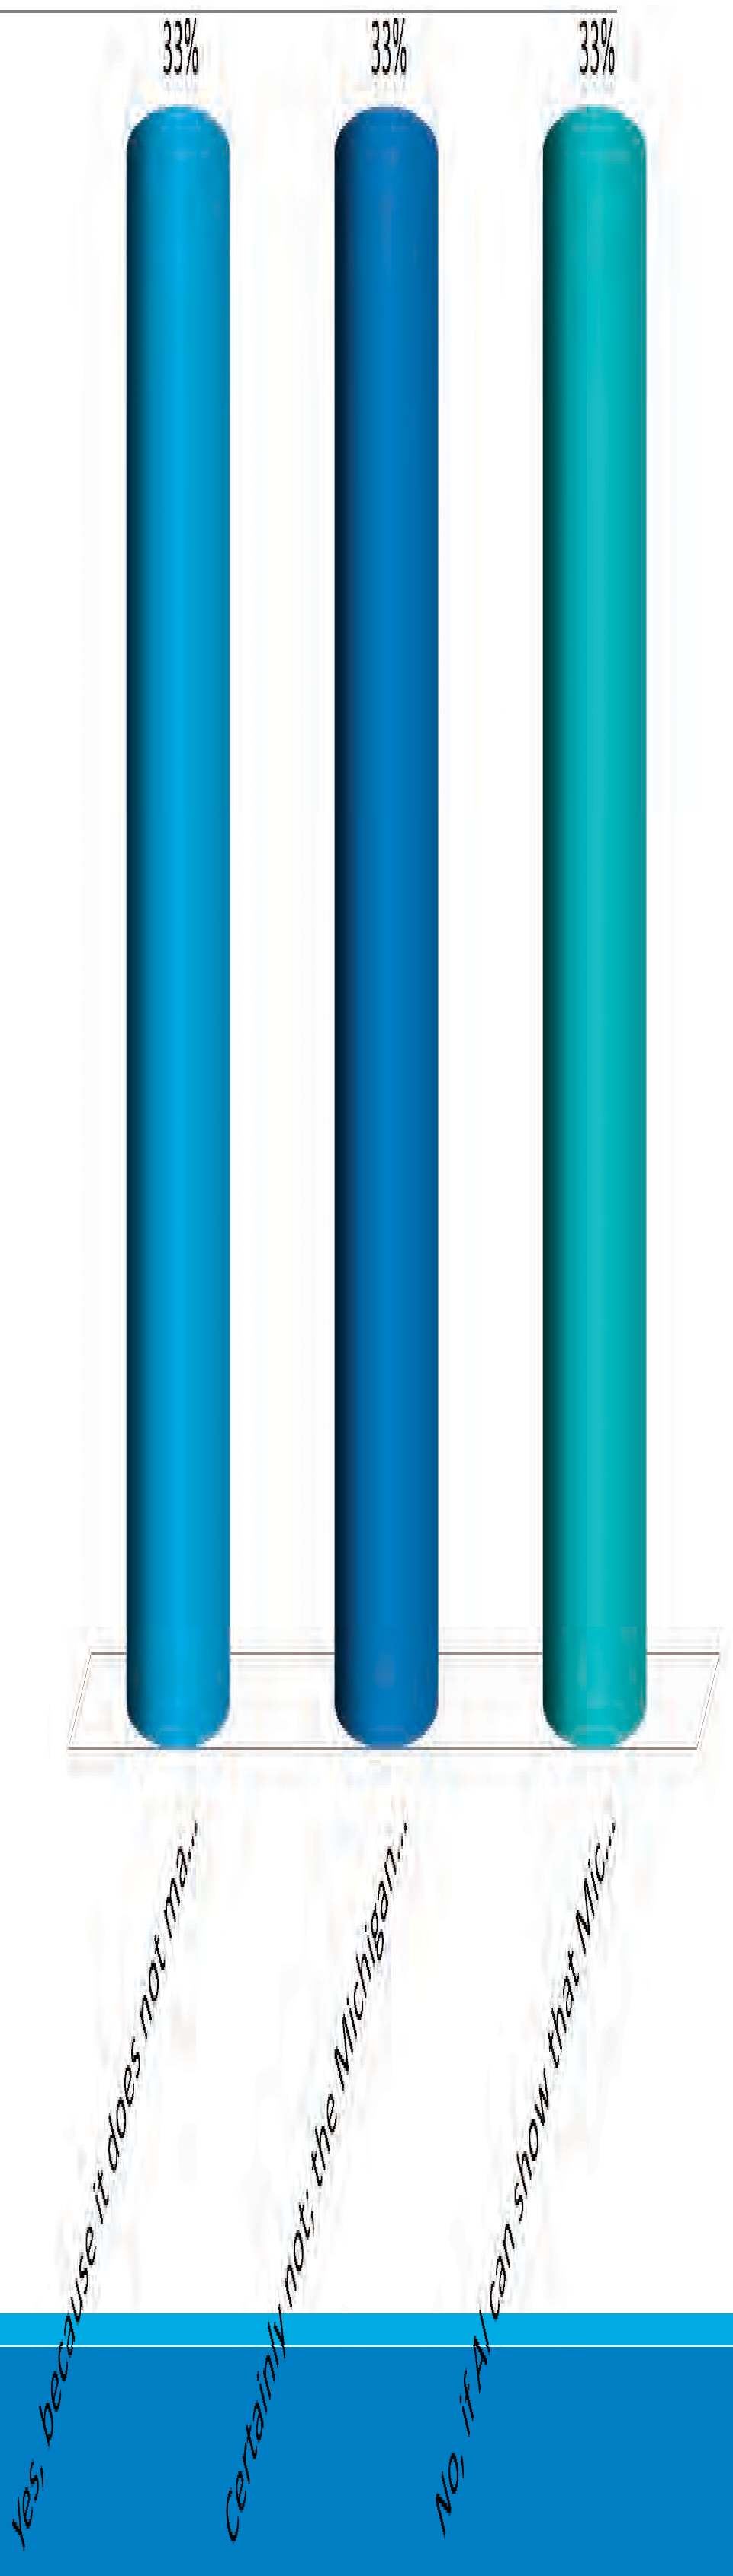 33%
33%
33%
Yes, because it does not ma...
Certainly not; the Michigan...
No, if Al can show that Mic...